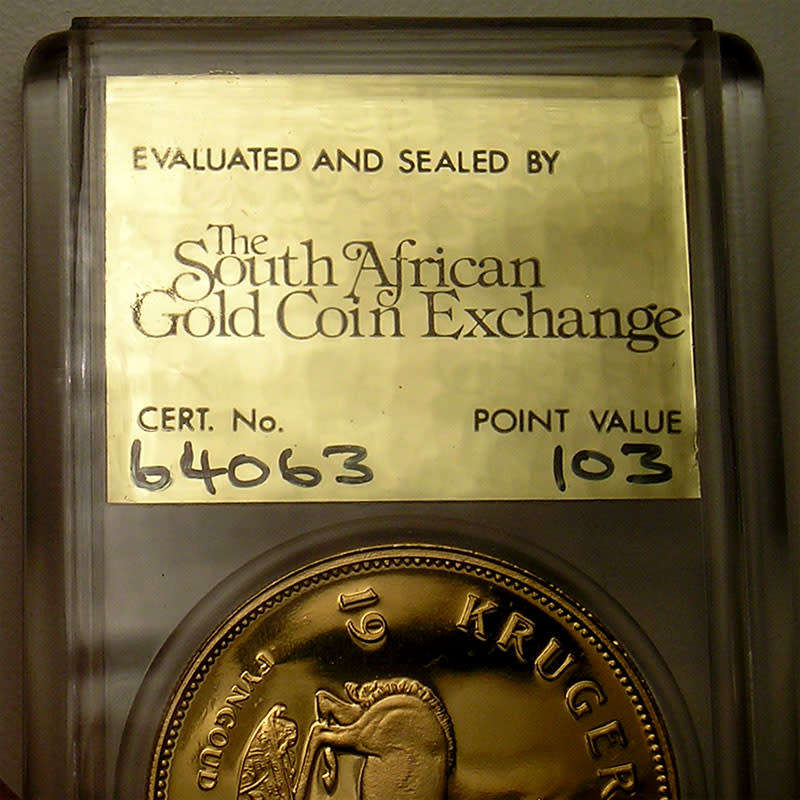 EVALUATED AND SEALED BY
The
South African
Gold Coin Exchange
CERT. No. POINT VALUE
64063 103
19
KRUGER
FYNGOUD